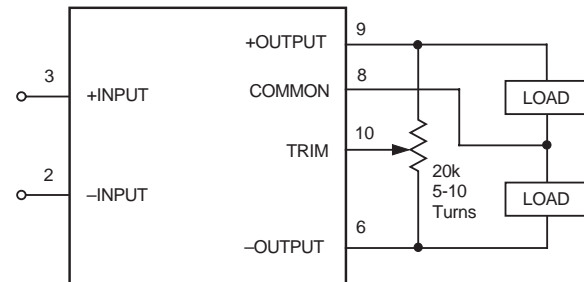 9
+OUTPUT
8
3
COMMON
LOAD
+INPUT
10
TRIM
20k
5-10
Turns
2
–INPUT
LOAD
6
–OUTPUT